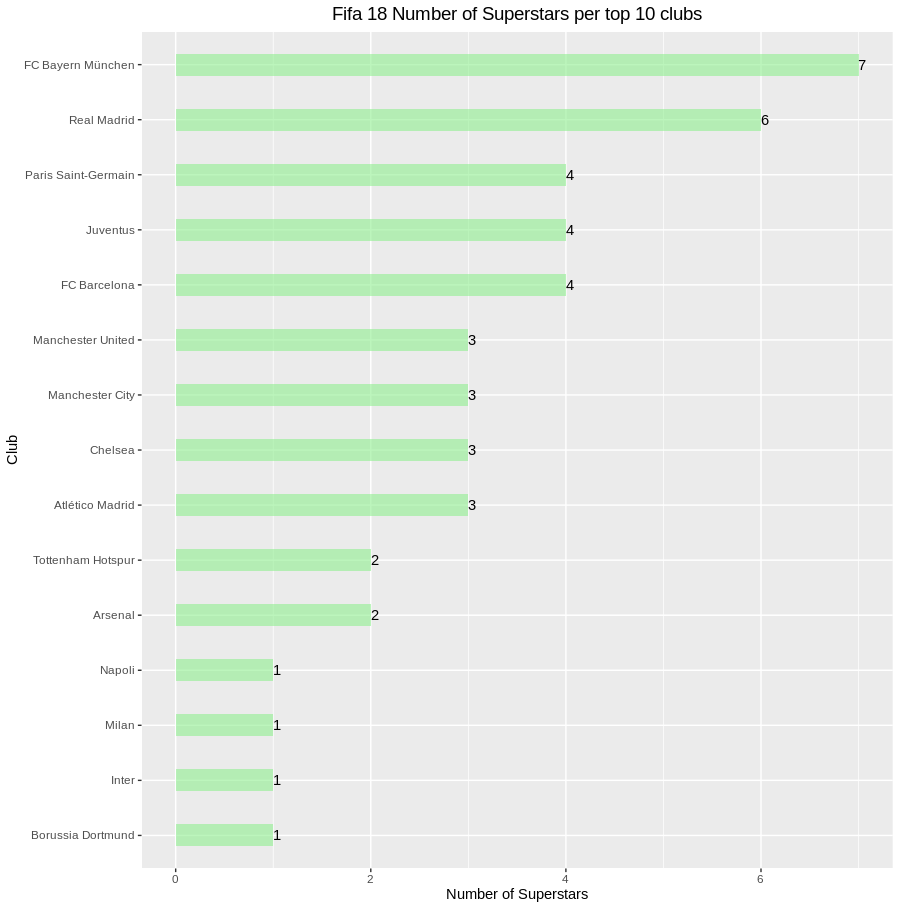 Fifa 18 Number of Superstars per top 10 clubs
FC Bayern München 7
Real Madrid 6
Paris Saint-Germain 4
Juventus 4
FC Barcelona 4
Manchester United 3
Manchester City 3
Chelsea 3
Club
Atlético Madrid 3
Tottenham Hotspur 2
Arsenal 2
Napoli 1
Milan 1
Inter 1
Borussia Dortmund 1
0 2 4 6
Number of Superstars